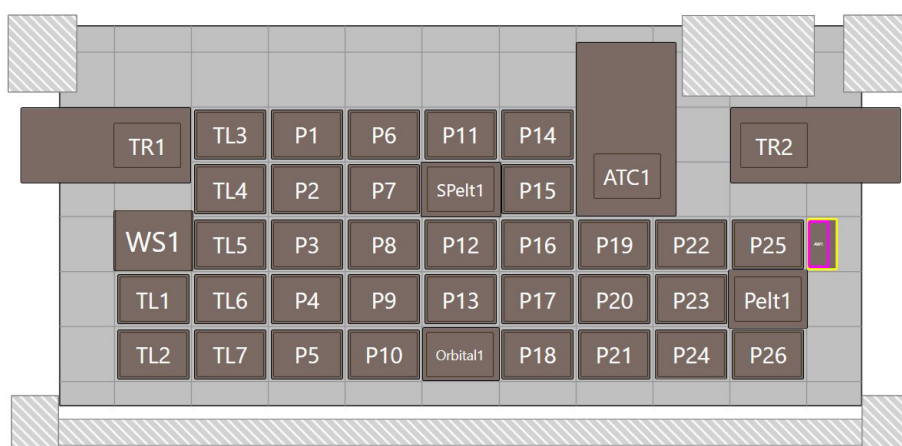 TR1 TL3 P1 P6 P11 P14 TR2
TL4 P2 P7 SPelt1 P15 ATC1
WS1 TL5 P3 P8 P12 P16 P19 P22 P25
TL1 TL6 P4 P9 P13 P17 P20 P23 Pelt1
TL2 TL7 P5 P10 Orbital1 P18 P21 P24 P26